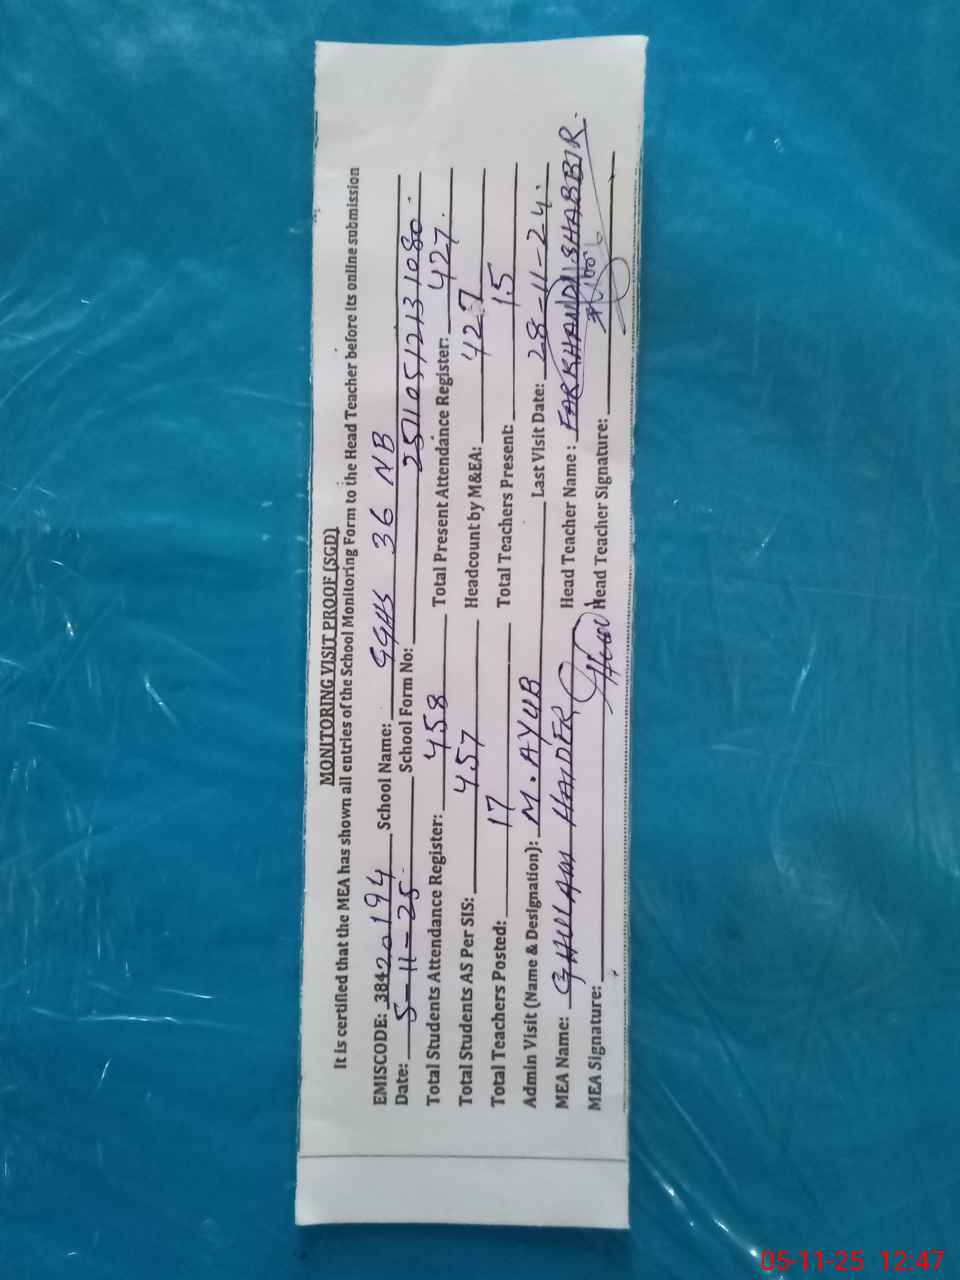 MONITORING VISIT PROOF (SGD)
It is certified that the MEA has shown all entries of the School Monitoring Form to the Head Teacher before its online submission
EMISCODE: 38420194 School Name: GGHS 36 NB
Date: 5-11-25 School Form No: 2511051213 1080
Total Students Attendance Register: 458 Total Present Attendance Register: 427
Total Students AS Per SIS: 457 Headcount by M&EA: 427
Total Teachers Posted: 17 Total Teachers Present: 15
Admin Visit (Name & Designation): M. AYUB Last Visit Date: 28-11-24
MEA Name: GHULAM HAIDER Head Teacher Name: FARKHANDA SHABBIR
MEA Signature: Head Teacher Signature:
05-11-25 12:47